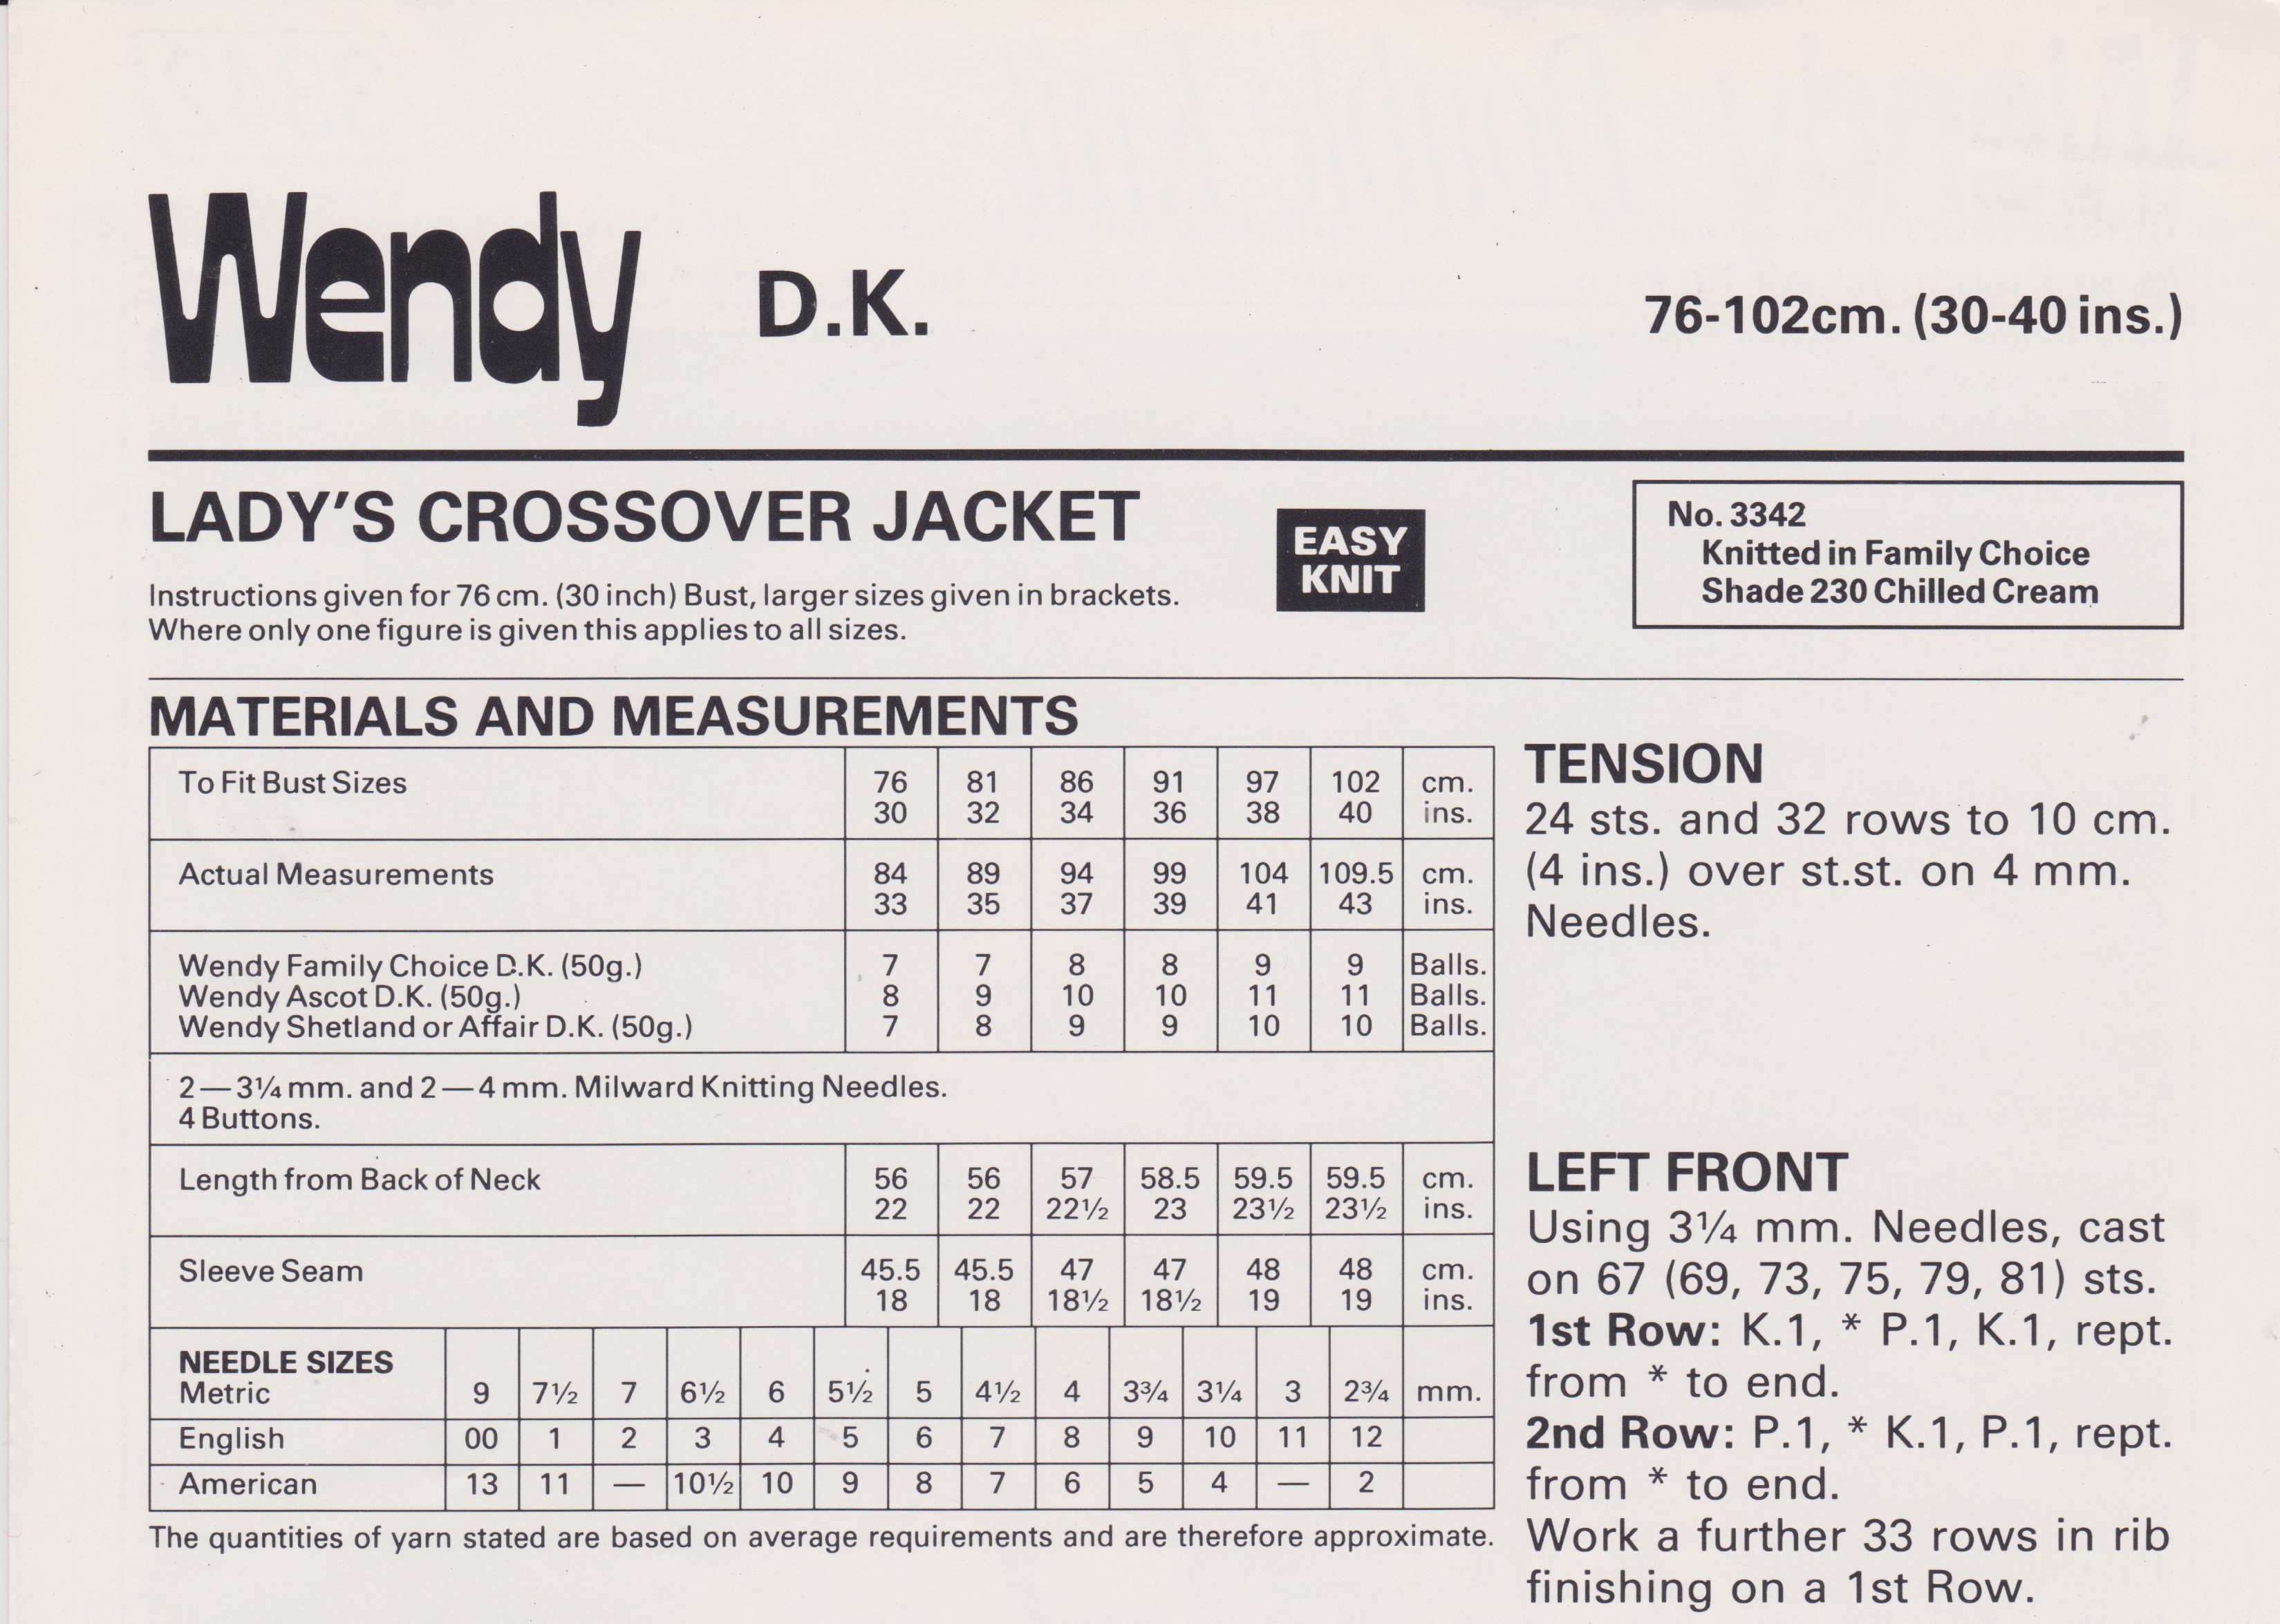 Wendy D.K. 76-102cm. (30-40 ins.)
LADY'S CROSSOVER JACKET
EASY
KNIT
No. 3342
Knitted in Family Choice
Shade 230 Chilled Cream
Instructions given for 76 cm. (30 inch) Bust, larger sizes given in brackets.
Where only one figure is given this applies to all sizes.
MATERIALS AND MEASUREMENTS
To Fit Bust Sizes 76 81 86 91 97 102 cm.
30 32 34 36 38 40 ins.
Actual Measurements 84 89 94 99 104 109.5 cm.
33 35 37 39 41 43 ins.
Wendy Family Choice D.K. (50g.) 7 7 8 8 9 9 Balls.
Wendy Ascot D.K. (50g.) 8 9 10 10 11 11 Balls.
Wendy Shetland or Affair D.K. (50g.) 7 8 9 9 10 10 Balls.
2—3¼ mm. and 2—4 mm. Milward Knitting Needles.
4 Buttons.
Length from Back of Neck 56 56 57 58.5 59.5 59.5 cm.
22 22 22½ 23 23½ 23½ ins.
Sleeve Seam 45.5 45.5 47 47 48 48 cm.
18 18 18½ 18½ 19 19 ins.
NEEDLE SIZES
Metric 9 7½ 7 6½ 6 5½ 5 4½ 4 3¾ 3¼ 3 2¾ mm.
English 00 1 2 3 4 5 6 7 8 9 10 11 12
American 13 11 — 10½ 10 9 8 7 6 5 4 — 2
The quantities of yarn stated are based on average requirements and are therefore approximate.
TENSION
24 sts. and 32 rows to 10 cm.
(4 ins.) over st.st. on 4 mm.
Needles.
LEFT FRONT
Using 3¼ mm. Needles, cast
on 67 (69, 73, 75, 79, 81) sts.
1st Row: K.1, * P.1, K.1, rept.
from * to end.
2nd Row: P.1, * K.1, P.1, rept.
from * to end.
Work a further 33 rows in rib
finishing on a 1st Row.